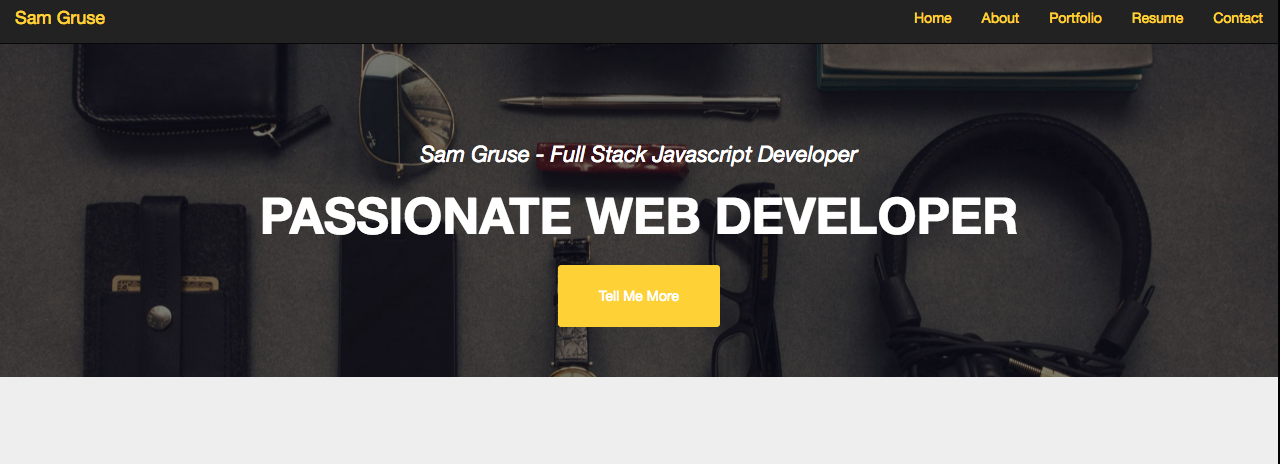 Sam Gruse
Home About Portfolio Resume Contact
Sam Gruse - Full Stack Javascript Developer
PASSIONATE WEB DEVELOPER
Tell Me More